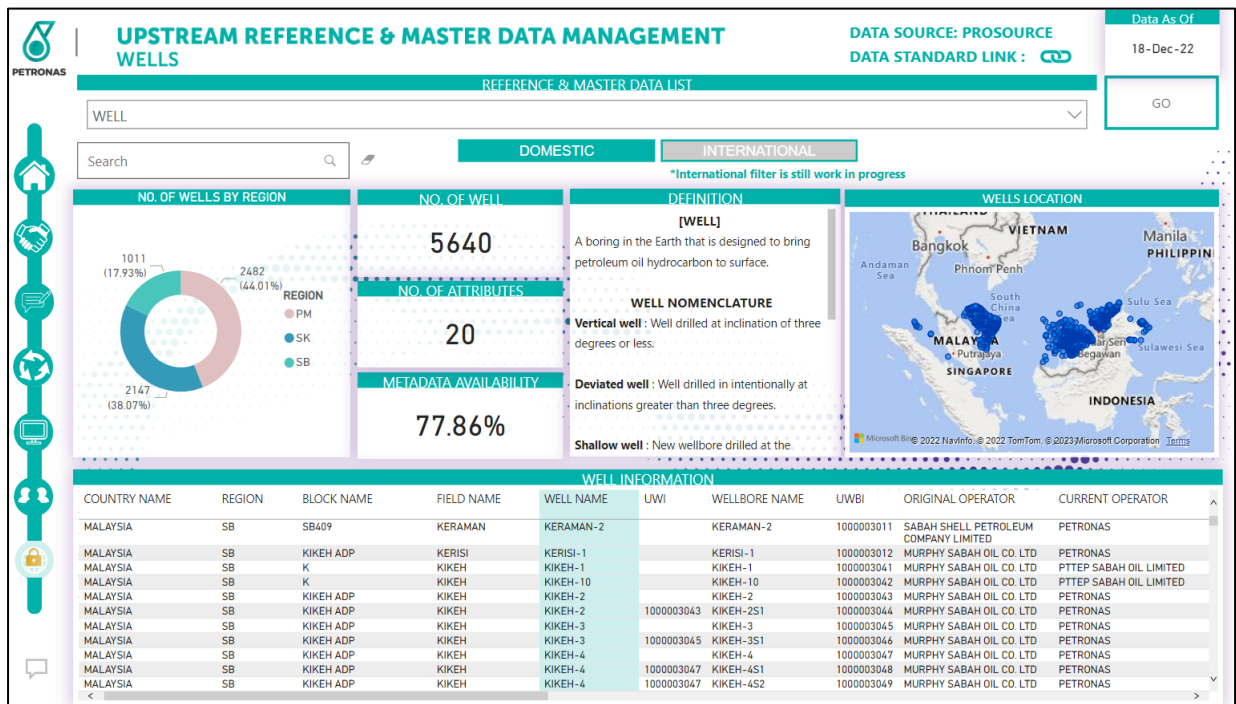 PETRONAS
UPSTREAM REFERENCE & MASTER DATA MANAGEMENT
WELLS
DATA SOURCE: PROSOURCE
DATA STANDARD LINK :
Data As Of
18-Dec-22
REFERENCE & MASTER DATA LIST
WELL
GO
Search
DOMESTIC
INTERNATIONAL
*International filter is still work in progress
NO. OF WELLS BY REGION
1011
(17.93%)
2482
(44.01%)
2147
(38.07%)
REGION
PM
SK
SB
NO. OF WELL
5640
NO. OF ATTRIBUTES
20
METADATA AVAILABILITY
77.86%
DEFINITION
[WELL]
A boring in the Earth that is designed to bring
petroleum oil hydrocarbon to surface.
WELL NOMENCLATURE
Vertical well : Well drilled at inclination of three
degrees or less.
Deviated well : Well drilled in intentionally at
inclinations greater than three degrees.
Shallow well : New wellbore drilled at the
WELLS LOCATION
THAILAND
VIETNAM
Bangkok
Manila
PHILIPPIN
Andaman
Sea
Phnom Penh
South
China
Sulu Sea
Putrajaya
Begawan
Sulawesi Sea
SINGAPORE
INDONESIA
Microsoft Bing
© 2022 NavInfo, © 2022 TomTom, © 2023 Microsoft Corporation Terms
WELL INFORMATION
COUNTRY NAME REGION BLOCK NAME FIELD NAME WELL NAME UWI WELLBORE NAME UWBI ORIGINAL OPERATOR CURRENT OPERATOR
MALAYSIA SB SB409 KERAMAN KERAMAN-2 KERAMAN-2 1000003011 SABAH SHELL PETROLEUM PETRONAS
COMPANY LIMITED
MALAYSIA SB KIKEH ADP KERISI KERISI-1 KERISI-1 1000003012 MURPHY SABAH OIL CO. LTD PETRONAS
MALAYSIA SB K KIKEH KIKEH-1 KIKEH-1 1000003041 MURPHY SABAH OIL CO. LTD PTTEP SABAH OIL LIMITED
MALAYSIA SB K KIKEH KIKEH-10 KIKEH-10 1000003042 MURPHY SABAH OIL CO. LTD PTTEP SABAH OIL LIMITED
MALAYSIA SB KIKEH ADP KIKEH KIKEH-2 KIKEH-2 1000003043 MURPHY SABAH OIL CO. LTD PETRONAS
MALAYSIA SB KIKEH ADP KIKEH KIKEH-2 1000003043 KIKEH-2S1 1000003044 MURPHY SABAH OIL CO. LTD PETRONAS
MALAYSIA SB KIKEH ADP KIKEH KIKEH-3 KIKEH-3 1000003045 MURPHY SABAH OIL CO. LTD PETRONAS
MALAYSIA SB KIKEH ADP KIKEH KIKEH-3 1000003045 KIKEH-3S1 1000003046 MURPHY SABAH OIL CO. LTD PETRONAS
MALAYSIA SB KIKEH ADP KIKEH KIKEH-4 KIKEH-4 1000003047 MURPHY SABAH OIL CO. LTD PETRONAS
MALAYSIA SB KIKEH ADP KIKEH KIKEH-4 1000003047 KIKEH-4S1 1000003048 MURPHY SABAH OIL CO. LTD PETRONAS
MALAYSIA SB KIKEH ADP KIKEH KIKEH-4 1000003047 KIKEH-4S2 1000003049 MURPHY SABAH OIL CO. LTD PETRONAS